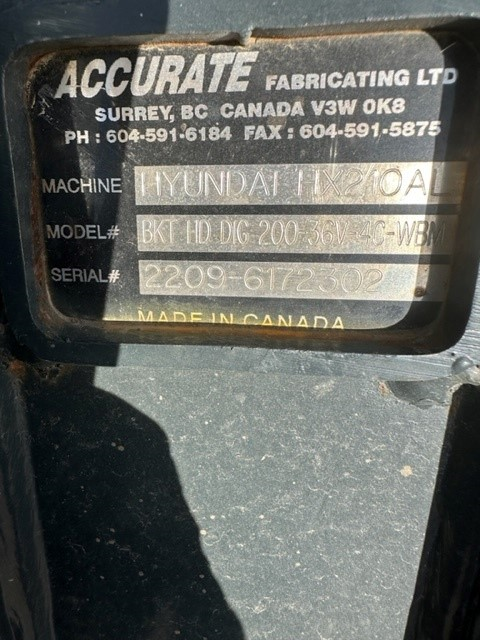 ACCURATE FABRICATING LTD
SURREY, BC CANADA V3W 0K8
PH : 604-591-6184 FAX : 604-591-5875
MACHINE HYUNDAI HX210AL
MODEL# BKT-HD-DIG-200-36V-46-WBM
SERIAL# 2209-6172302
MADE IN CANADA